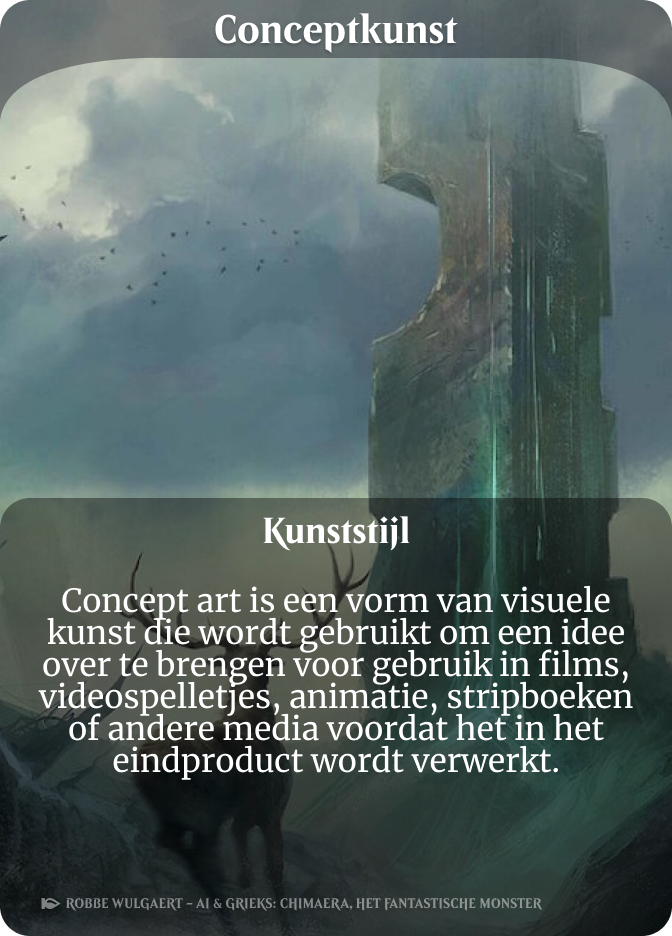 Conceptkunst
Kunststijl
Concept art is een vorm van visuele
kunst die wordt gebruikt om een idee
over te brengen voor gebruik in films,
videospelletjes, animatie, stripboeken
of andere media voordat het in het
eindproduct wordt verwerkt.
ROBBE WULGAERT – AI & GRIEKS: CHIMAERA, HET FANTASTISCHE MONSTER